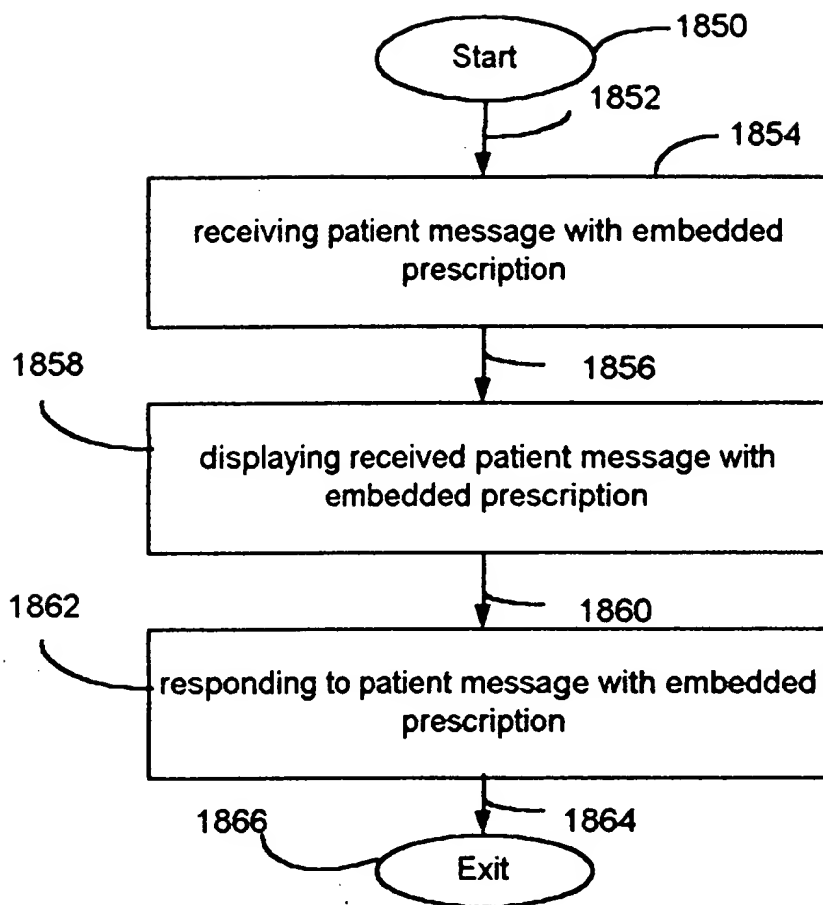 Start
1850
1852
1854
receiving patient message with embedded
prescription
1856
1858
displaying received patient message with
embedded prescription
1860
1862
responding to patient message with embedded
prescription
1864
1866
Exit